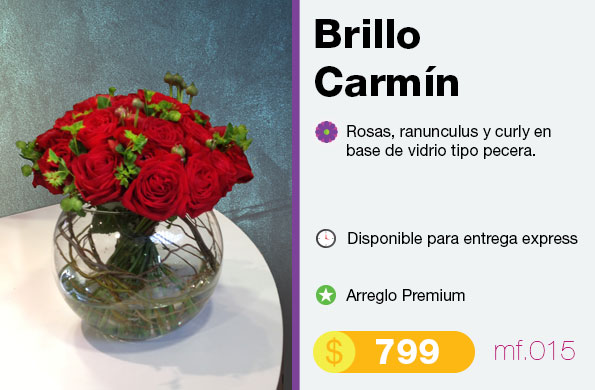 Brillo
Carmín
Rosas, ranunculus y curly en
base de vidrio tipo pecera.
Disponible para entrega express
Arreglo Premium
$ 799 mf.015